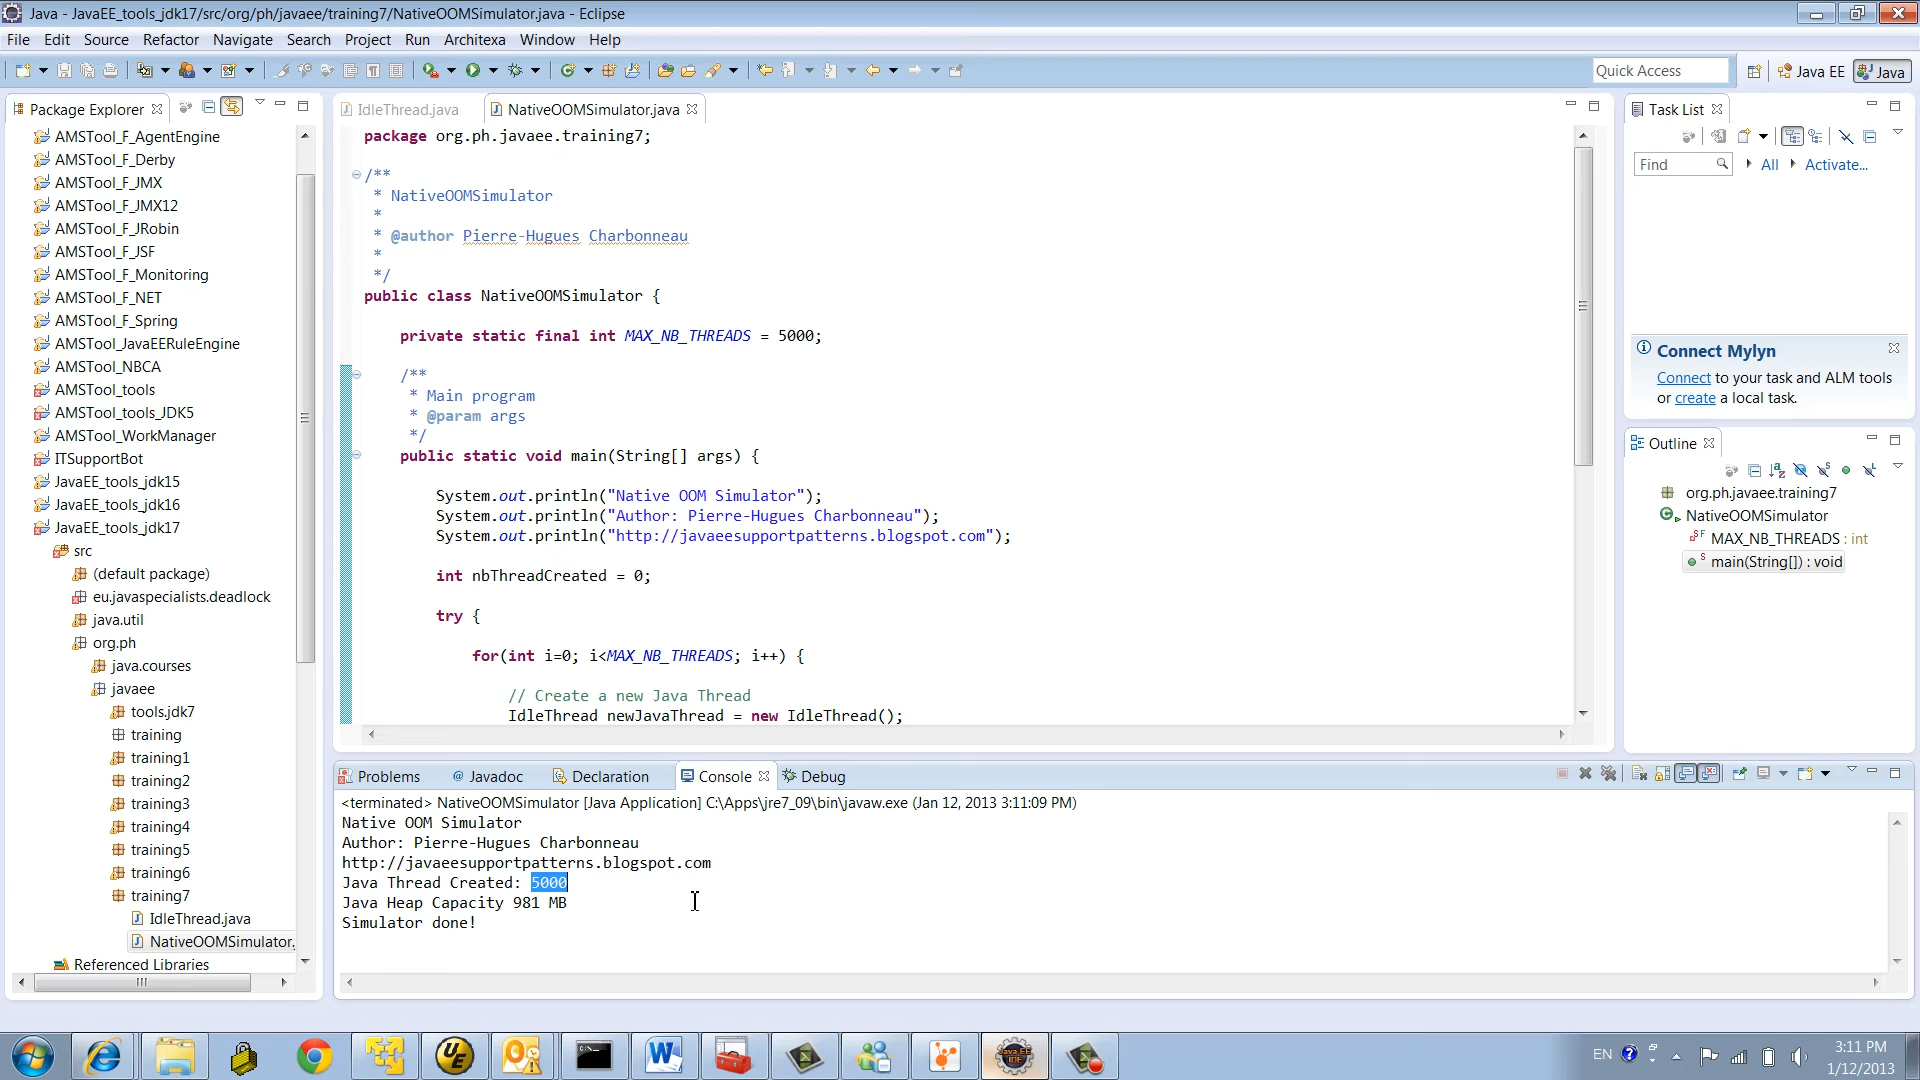 Java - JavaEE_tools_jdk17/src/org/ph/javaee/training7/NativeOOMSimulator.java - Eclipse
File Edit Source Refactor Navigate Search Project Run Architexa Window Help
Quick Access
Java EE
Java
Package Explorer
AMSTool_F_AgentEngine
AMSTool_F_Derby
AMSTool_F_JMX
AMSTool_F_JMX12
AMSTool_F_JRobin
AMSTool_F_JSF
AMSTool_F_Monitoring
AMSTool_F_NET
AMSTool_F_Spring
AMSTool_JavaEERuleEngine
AMSTool_NBCA
AMSTool_tools
AMSTool_tools_JDK5
AMSTool_WorkManager
ITSupportBot
JavaEE_tools_jdk15
JavaEE_tools_jdk16
JavaEE_tools_jdk17
src
(default package)
eu.javaspecialists.deadlock
java.util
org.ph
java.courses
javaee
tools.jdk7
training
training1
training2
training3
training4
training5
training6
training7
IdleThread.java
NativeOOMSimulator.
Referenced Libraries
IdleThread.java
NativeOOMSimulator.java
package org.ph.javaee.training7;
/**
* NativeOOMSimulator
*
* @author Pierre-Hugues Charbonneau
*
*/
public class NativeOOMSimulator {
private static final int MAX_NB_THREADS = 5000;
/**
* Main program
* @param args
*/
public static void main(String[] args) {
System.out.println("Native OOM Simulator");
System.out.println("Author: Pierre-Hugues Charbonneau");
System.out.println("http://javaeesupportpatterns.blogspot.com");
int nbThreadCreated = 0;
try {
for(int i=0; i<MAX_NB_THREADS; i++) {
// Create a new Java Thread
IdleThread newJavaThread = new IdleThread();
Task List
Find
All
Activate...
Connect Mylyn
Connect to your task and ALM tools
or create a local task.
Outline
org.ph.javaee.training7
NativeOOMSimulator
MAX_NB_THREADS : int
main(String[]) : void
Problems
@ Javadoc
Declaration
Console
Debug
<terminated> NativeOOMSimulator [Java Application] C:\Apps\jre7_09\bin\javaw.exe (Jan 12, 2013 3:11:09 PM)
Native OOM Simulator
Author: Pierre-Hugues Charbonneau
http://javaeesupportpatterns.blogspot.com
Java Thread Created: 5000
Java Heap Capacity 981 MB
Simulator done!
EN
3:11 PM
1/12/2013